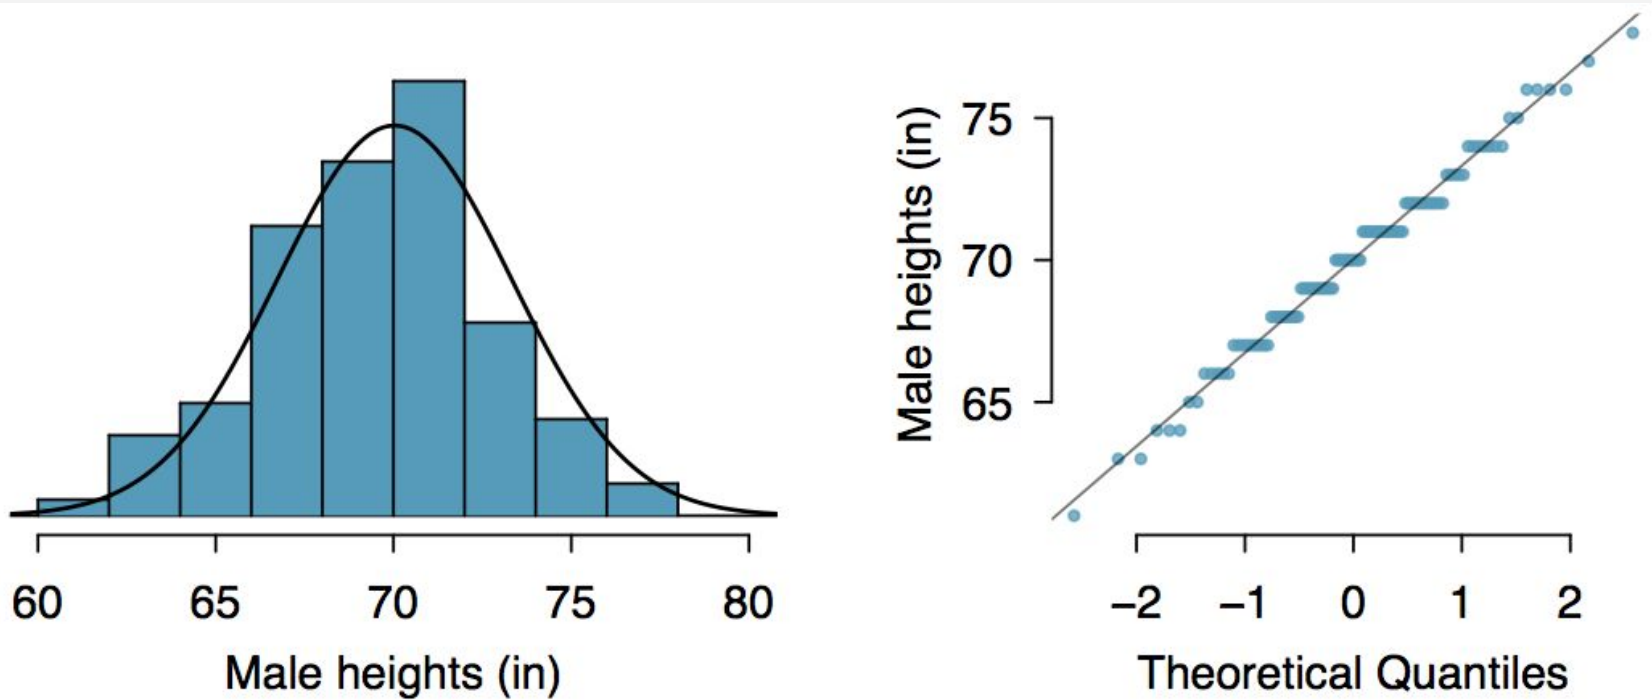 60 65 70 75 80
Male heights (in)
Male heights (in)
75
70
65
−2 −1 0 1 2
Theoretical Quantiles